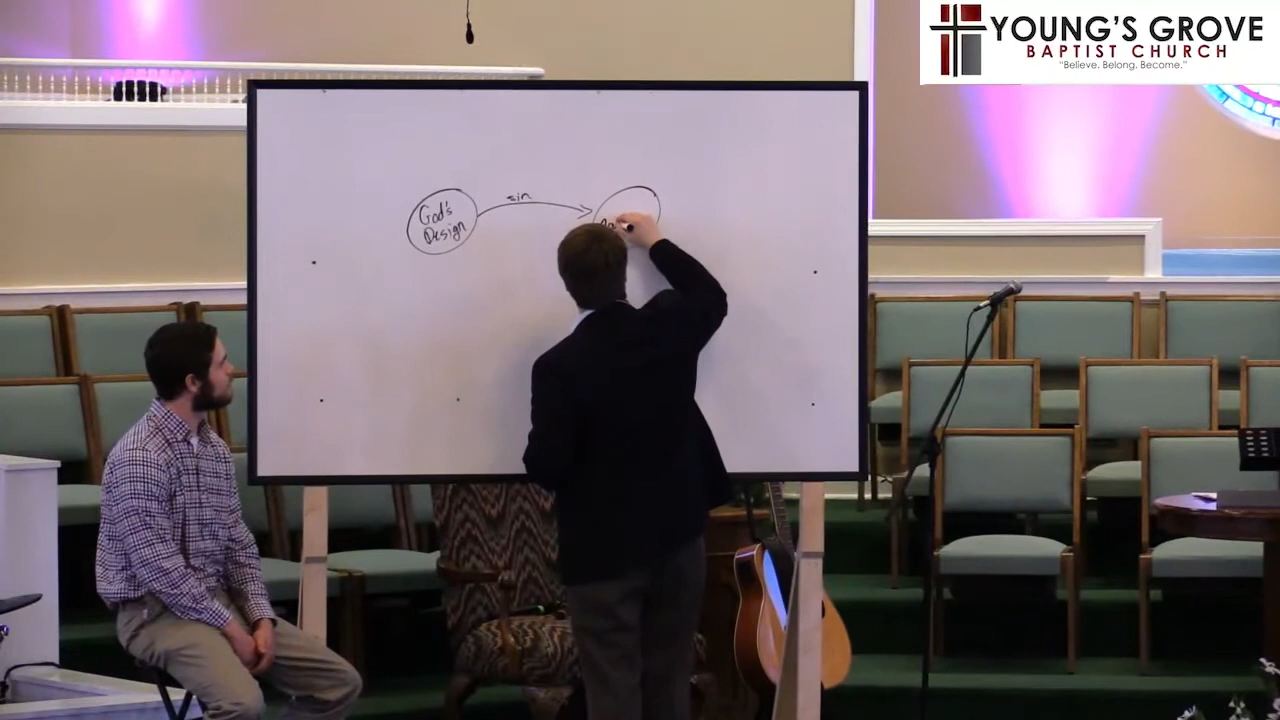 YOUNG'S GROVE
BAPTIST CHURCH
"Believe. Belong. Become."
sin
God's
Design